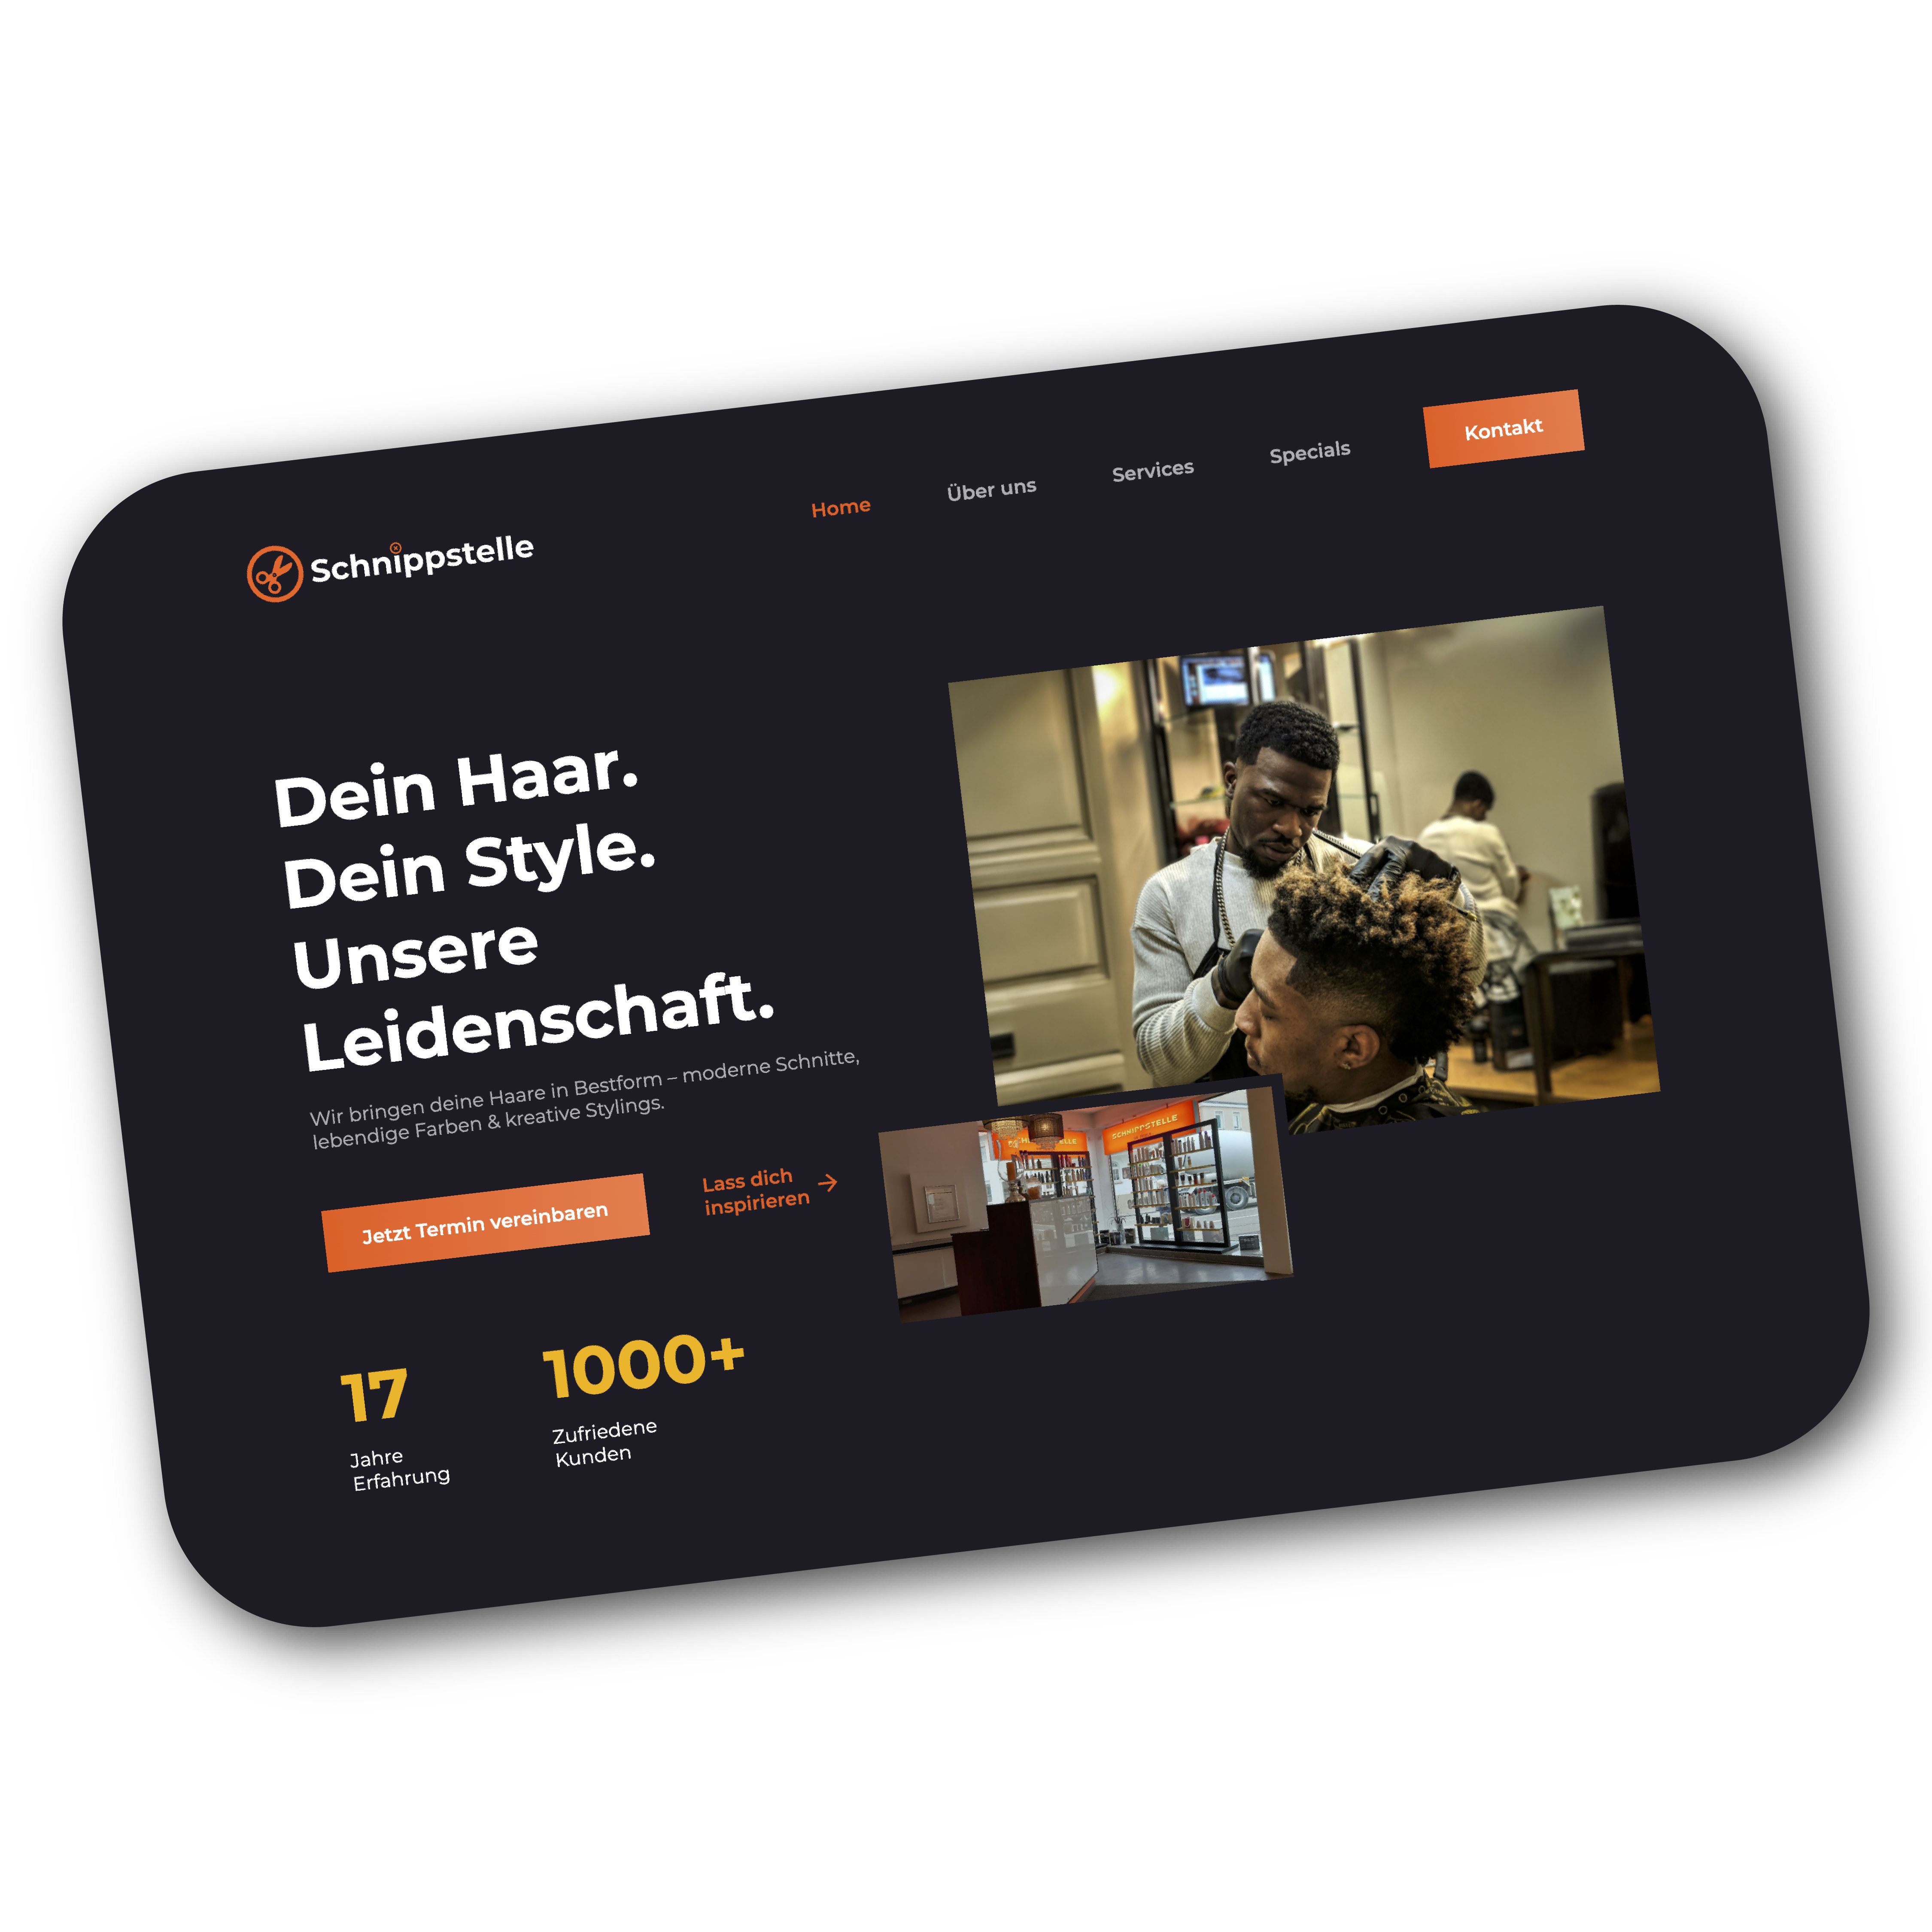 Schnippstelle
Home
Über uns
Services
Specials
Kontakt
Dein Haar.
Dein Style.
Unsere
Leidenschaft.
Wir bringen deine Haare in Bestform – moderne Schnitte,
lebendige Farben & kreative Stylings.
Jetzt Termin vereinbaren
Lass dich
inspirieren
17
Jahre
Erfahrung
1000+
Zufriedene
Kunden
SCHNIPPSTELLE